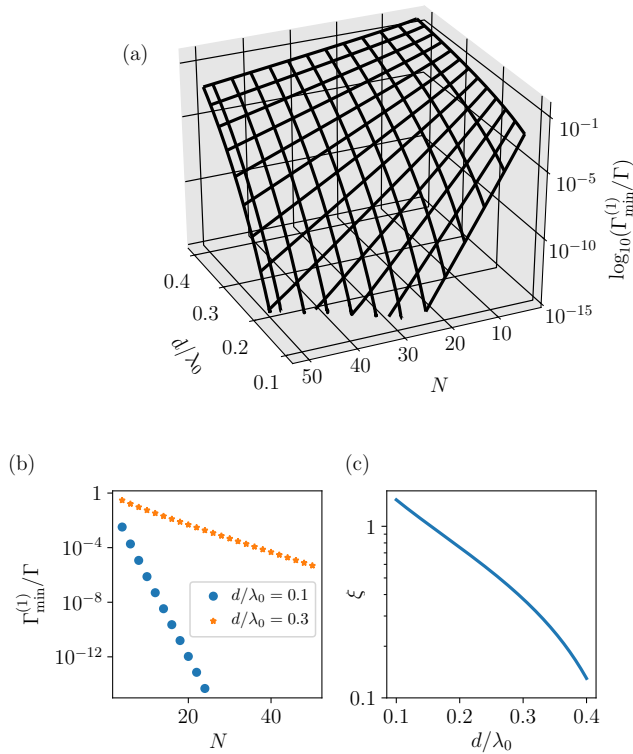 (a)
10^{-1}
10^{-5}
10^{-10}
10^{-15}
log_{10}(Γ^{(1)}_{min}/Γ)
0.4
0.3
0.2
0.1
d/λ_0
50
40
30
20
10
N
(b)
(c)
1
10^{-4}
10^{-8}
10^{-12}
Γ^{(1)}_{min}/Γ
d/λ_0 = 0.1
d/λ_0 = 0.3
20
40
N
1
0.1
ξ
0.1
0.2
0.3
0.4
d/λ_0